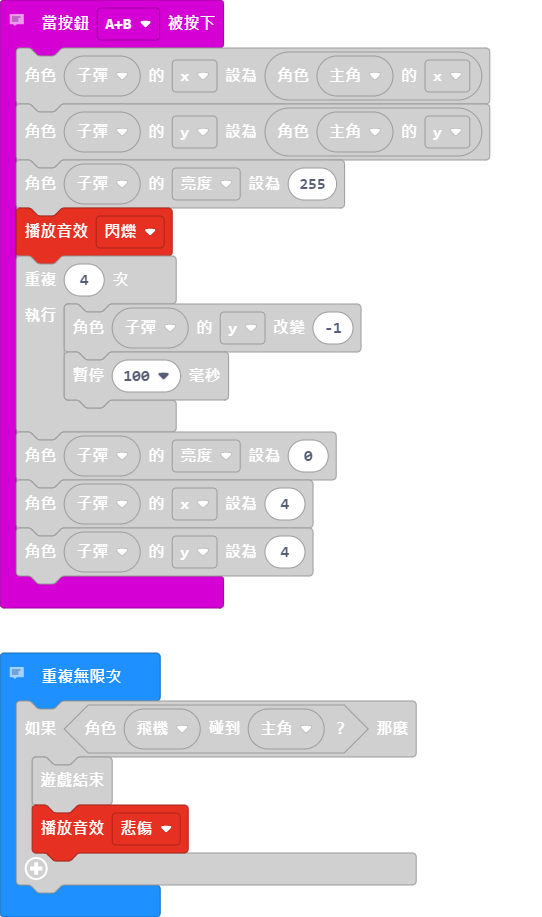 當按鈕 A+B 被按下
角色 子彈 的 x 設為 角色 主角 的 x
角色 子彈 的 y 設為 角色 主角 的 y
角色 子彈 的 亮度 設為 255
播放音效 閃爍
重複 4 次
執行
角色 子彈 的 y 改變 -1
暫停 100 毫秒
角色 子彈 的 亮度 設為 0
角色 子彈 的 x 設為 4
角色 子彈 的 y 設為 4
重複無限次
如果 角色 飛機 碰到 主角 ? 那麼
遊戲結束
播放音效 悲傷